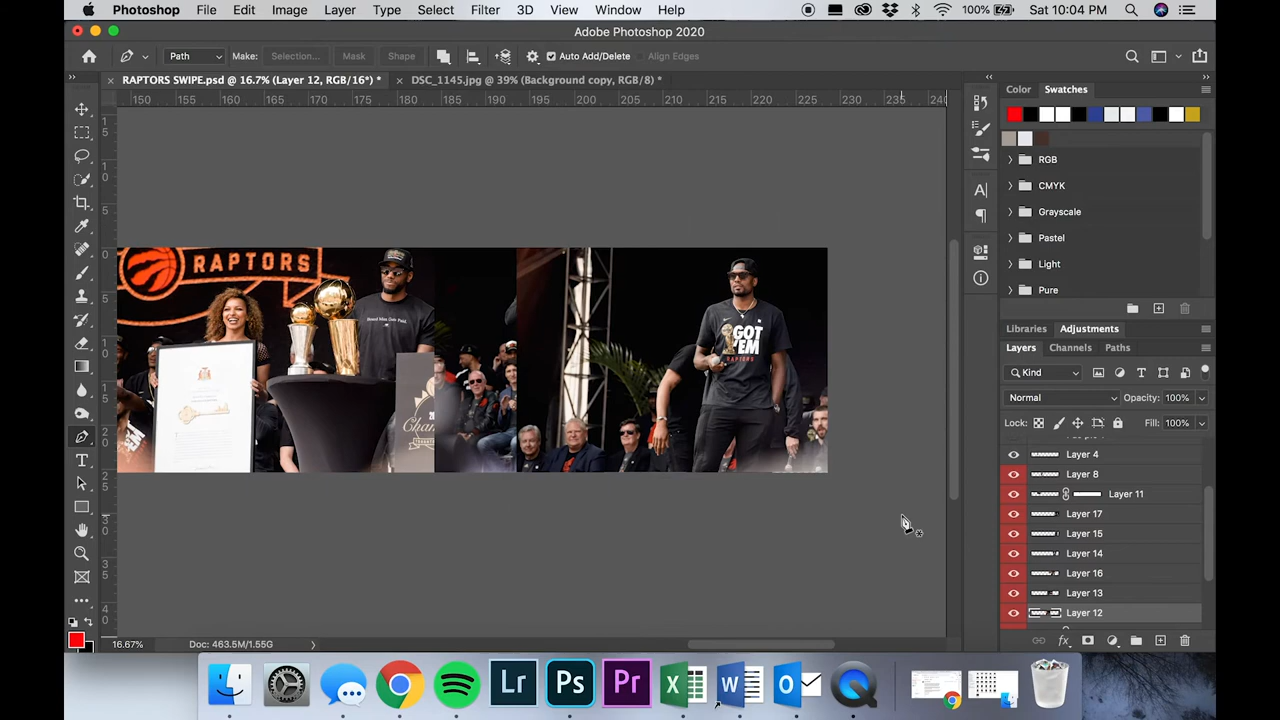 Photoshop File Edit Image Layer Type Select Filter 3D View Window Help 100% Sat 10:04 PM
Adobe Photoshop 2020
Path Make: Selection... Mask Shape Auto Add/Delete Align Edges
RAPTORS SWIPE.psd @ 16.7% (Layer 12, RGB/16*) * DSC_1145.jpg @ 39% (Background copy, RGB/8) *
150 155 160 165 170 175 180 185 190 195 200 205 210 215 220 225 230 235 240
Color Swatches
RGB
CMYK
Grayscale
Pastel
Light
Pure
RAPTORS
GOT
'EM
RAPTORS
Libraries Adjustments
Layers Channels Paths
Kind
Normal Opacity: 100%
Lock: Fill: 100%
Layer 4
Layer 8
Layer 11
Layer 17
Layer 15
Layer 14
Layer 16
Layer 13
Layer 12
16.67% Doc: 463.5M/1.55G
Lr Ps Pr X W O